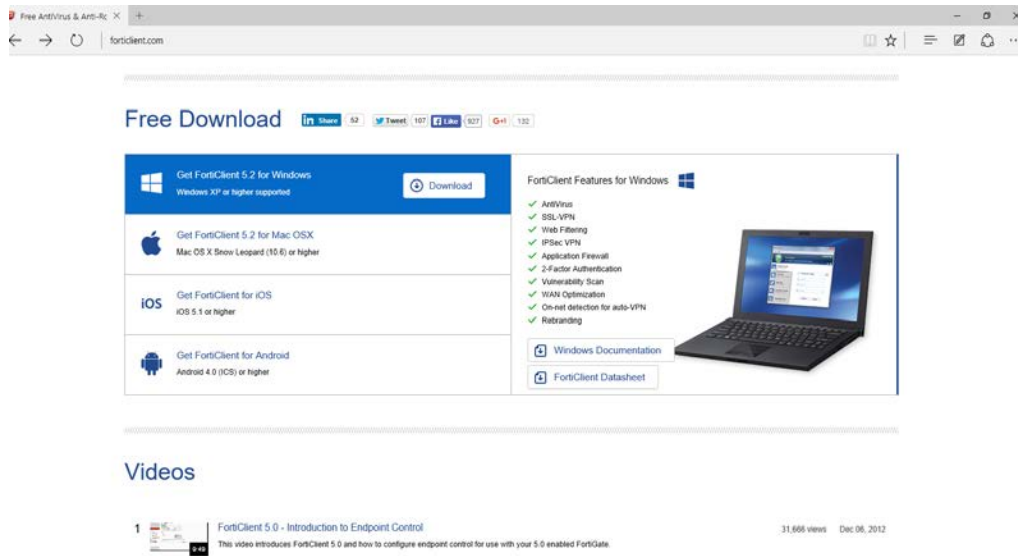 Free AntiVirus & Anti-Rc
forticlient.com
Free Download
in Share 52 Tweet 107 Like 927 G+1 132
Get FortiClient 5.2 for Windows
Windows XP or higher supported
Download
Get FortiClient 5.2 for Mac OSX
Mac OS X Snow Leopard (10.6) or higher
iOS
Get FortiClient for iOS
iOS 5.1 or higher
Get FortiClient for Android
Android 4.0 (ICS) or higher
FortiClient Features for Windows
AntiVirus
SSL-VPN
Web Filtering
IPSec VPN
Application Firewall
2-Factor Authentication
Vulnerability Scan
WAN Optimization
On-net detection for auto-VPN
Rebranding
Windows Documentation
FortiClient Datasheet
Videos
1
9:49
FortiClient 5.0 - Introduction to Endpoint Control
31,666 views Dec 06, 2012
This video introduces FortiClient 5.0 and how to configure endpoint control for use with your 5.0 enabled FortiGate.